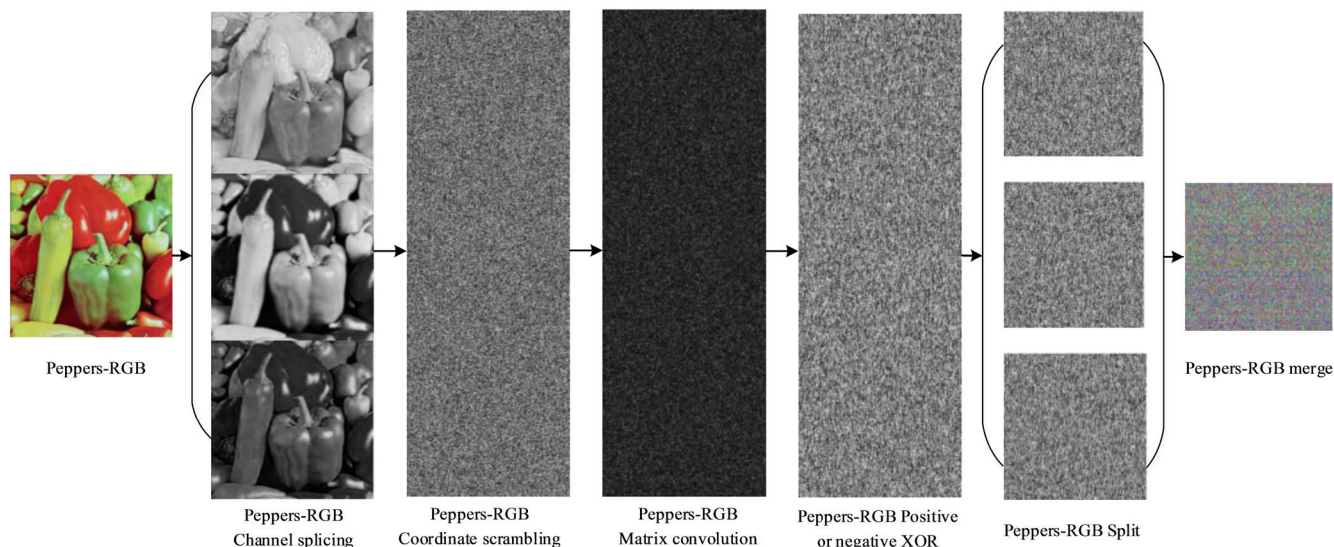 Peppers-RGB
Peppers-RGB
Channel splicing
Peppers-RGB
Coordinate scrambling
Peppers-RGB
Matrix convolution
Peppers-RGB Positive
or negative XOR
Peppers-RGB Split
Peppers-RGB merge